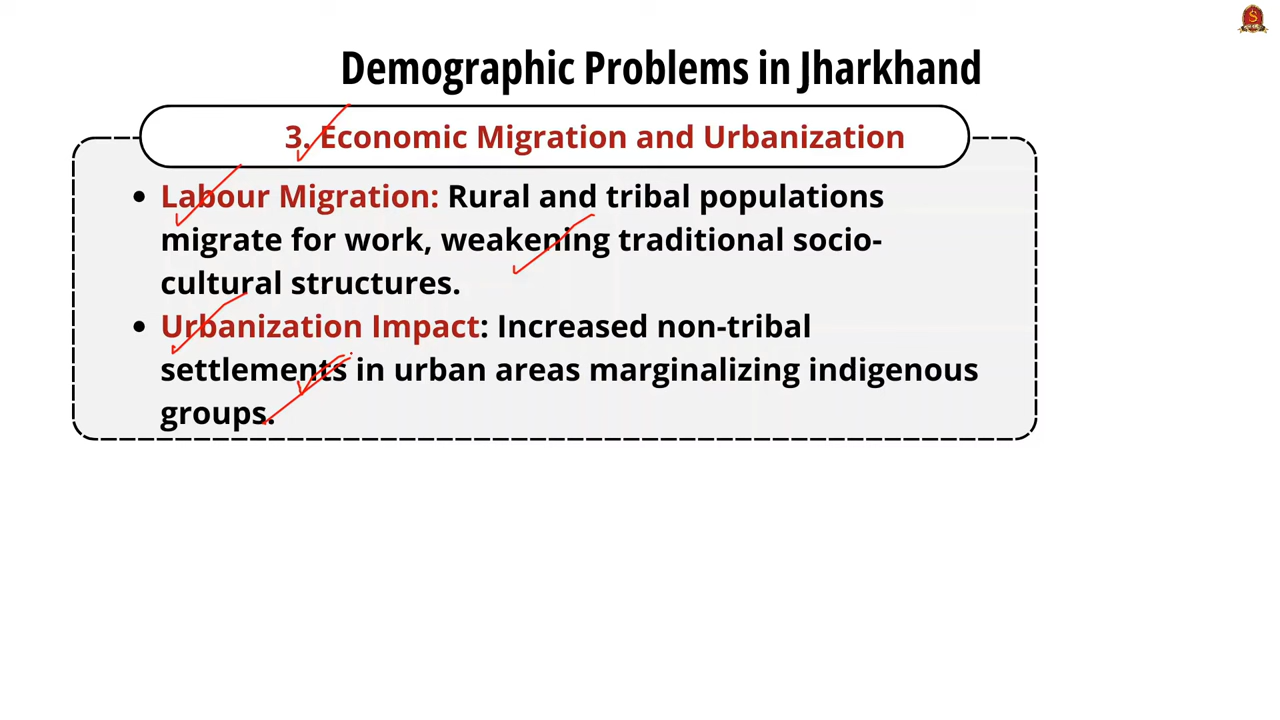 Demographic Problems in Jharkhand
3. Economic Migration and Urbanization
• Labour Migration: Rural and tribal populations
migrate for work, weakening traditional socio-
cultural structures.
• Urbanization Impact: Increased non-tribal
settlements in urban areas marginalizing indigenous
groups.